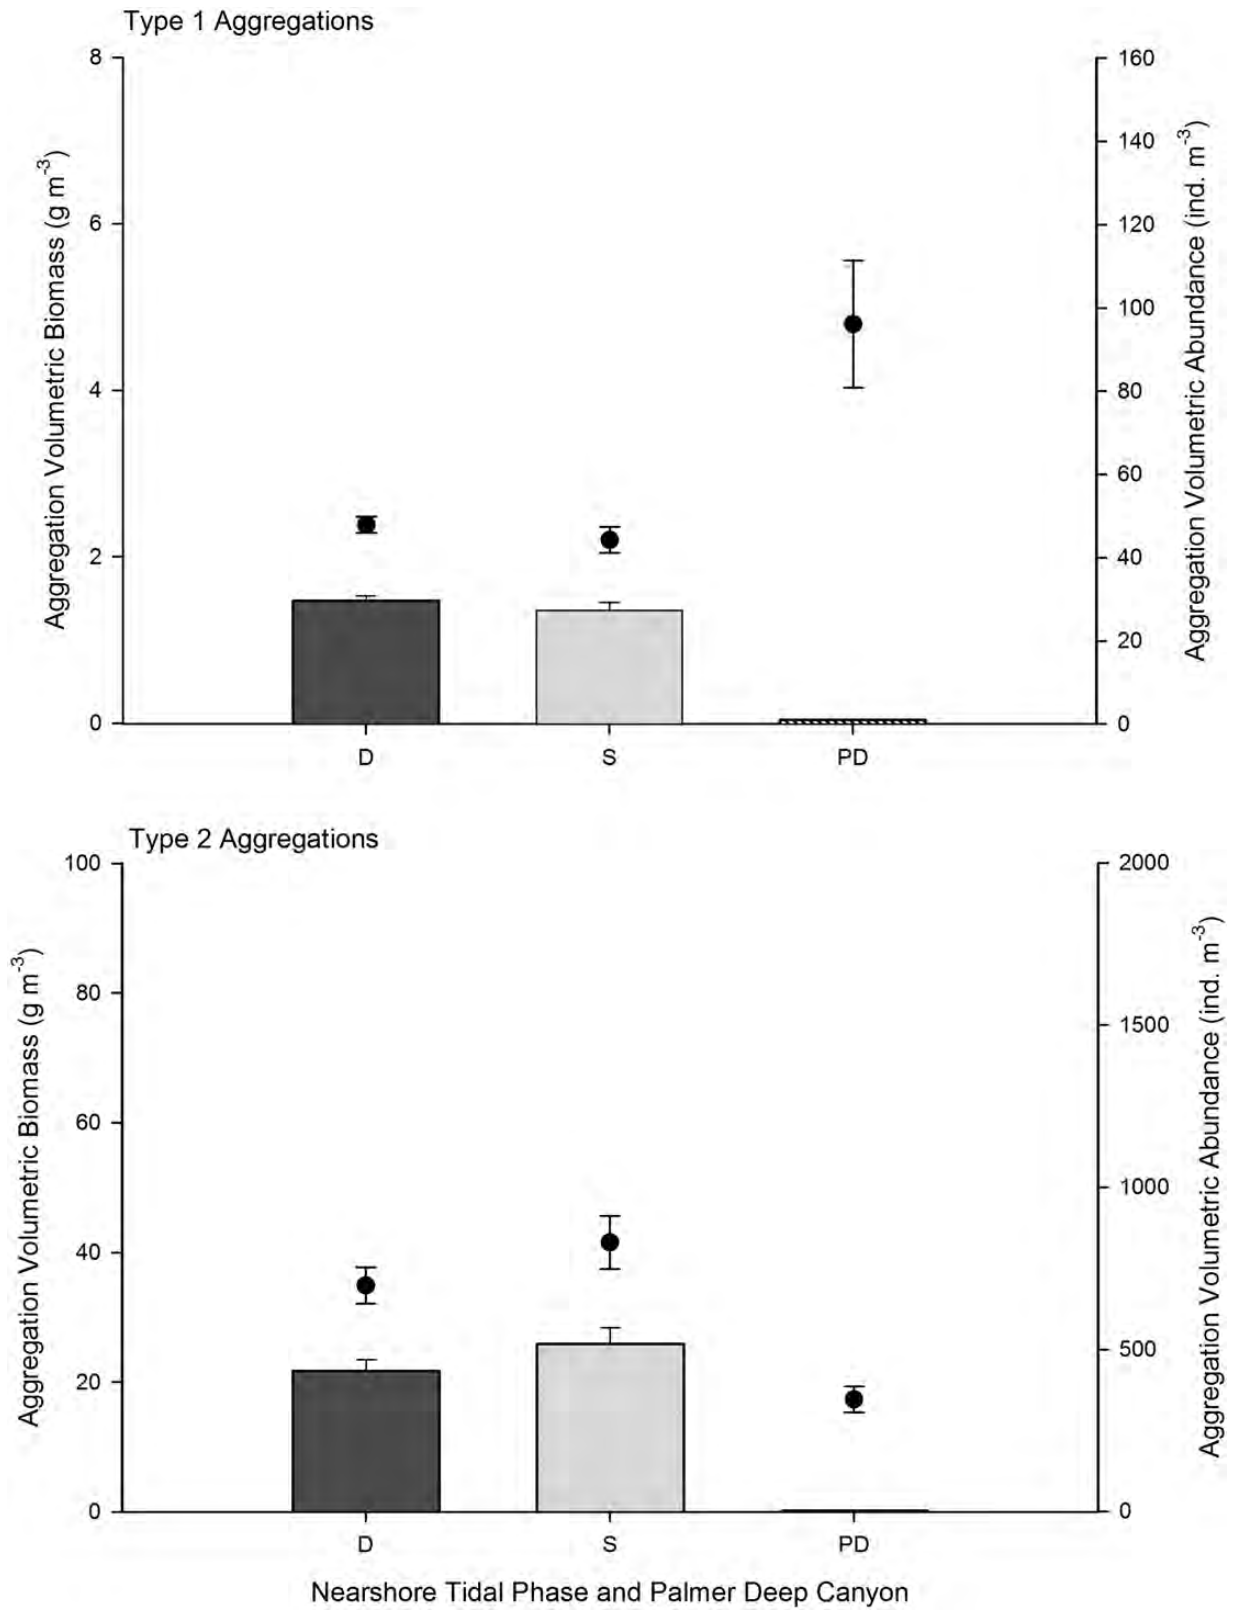 Type 1 Aggregations
Aggregation Volumetric Biomass (g m⁻³)
8
6
4
2
0
160
140
120
100
80
60
40
20
0
Aggregation Volumetric Abundance (ind. m⁻³)
D S PD
Type 2 Aggregations
Aggregation Volumetric Biomass (g m⁻³)
100
80
60
40
20
0
2000
1500
1000
500
0
Aggregation Volumetric Abundance (ind. m⁻³)
D S PD
Nearshore Tidal Phase and Palmer Deep Canyon